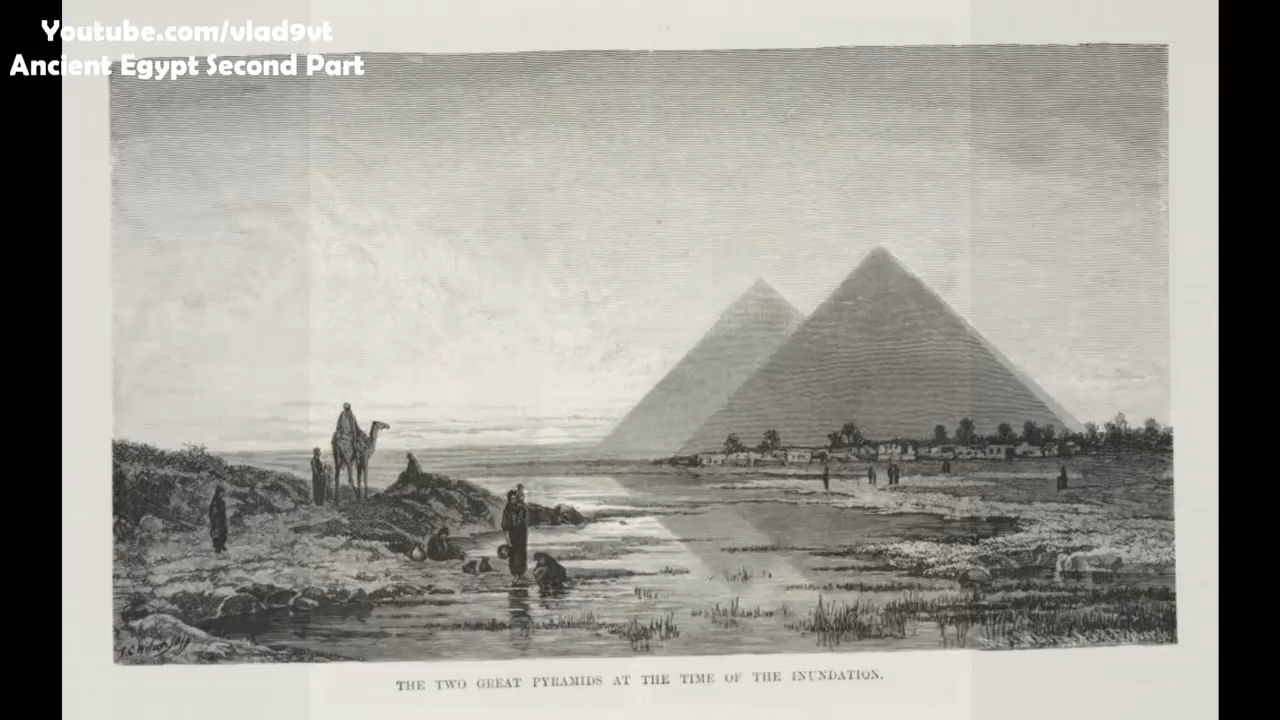 Youtube.com/vlad9vt
Ancient Egypt Second Part
THE TWO GREAT PYRAMIDS AT THE TIME OF THE INUNDATION.